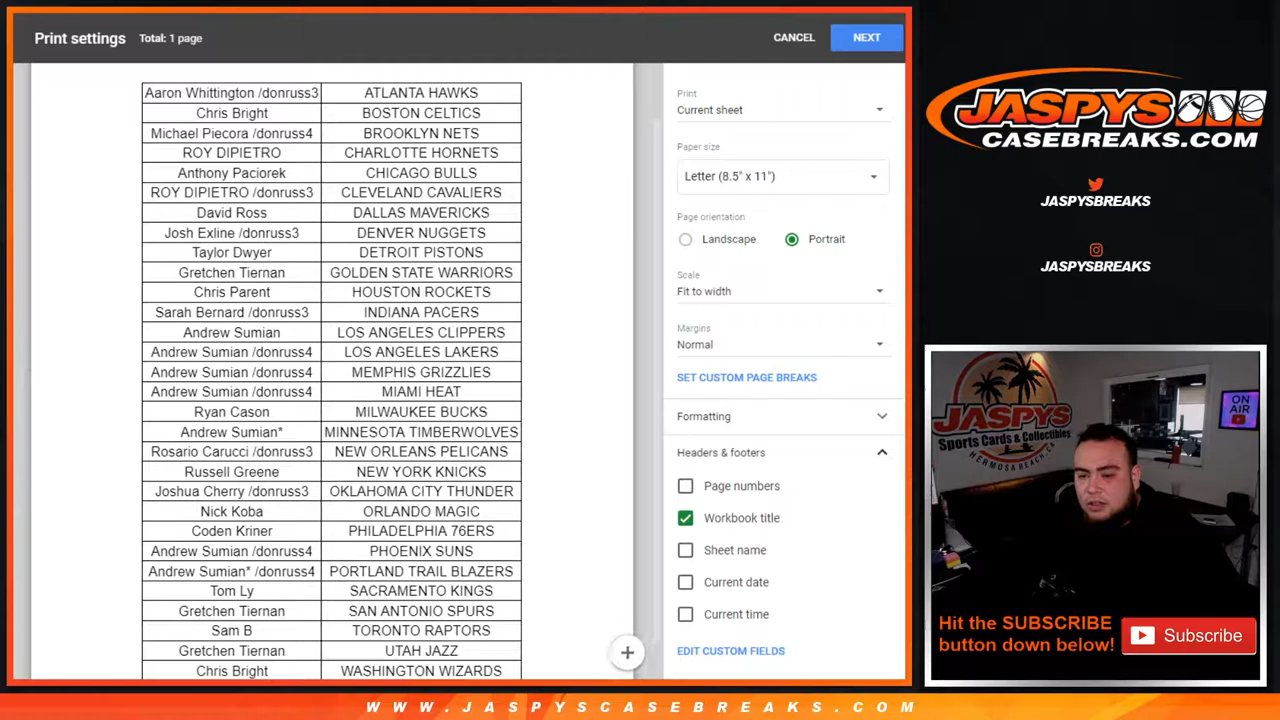 Print settings Total: 1 page CANCEL NEXT
Aaron Whittington /donruss3 ATLANTA HAWKS
Chris Bright BOSTON CELTICS
Michael Piecora /donruss4 BROOKLYN NETS
ROY DIPIETRO CHARLOTTE HORNETS
Anthony Paciorek CHICAGO BULLS
ROY DIPIETRO /donruss3 CLEVELAND CAVALIERS
David Ross DALLAS MAVERICKS
Josh Exline /donruss3 DENVER NUGGETS
Taylor Dwyer DETROIT PISTONS
Gretchen Tiernan GOLDEN STATE WARRIORS
Chris Parent HOUSTON ROCKETS
Sarah Bernard /donruss3 INDIANA PACERS
Andrew Sumian LOS ANGELES CLIPPERS
Andrew Sumian /donruss4 LOS ANGELES LAKERS
Andrew Sumian /donruss4 MEMPHIS GRIZZLIES
Andrew Sumian /donruss4 MIAMI HEAT
Ryan Cason MILWAUKEE BUCKS
Andrew Sumian* MINNESOTA TIMBERWOLVES
Rosario Carucci /donruss3 NEW ORLEANS PELICANS
Russell Greene NEW YORK KNICKS
Joshua Cherry /donruss3 OKLAHOMA CITY THUNDER
Nick Koba ORLANDO MAGIC
Coden Kriner PHILADELPHIA 76ERS
Andrew Sumian /donruss4 PHOENIX SUNS
Andrew Sumian* /donruss4 PORTLAND TRAIL BLAZERS
Tom Ly SACRAMENTO KINGS
Gretchen Tiernan SAN ANTONIO SPURS
Sam B TORONTO RAPTORS
Gretchen Tiernan UTAH JAZZ
Chris Bright WASHINGTON WIZARDS
Print
Current sheet
Paper size
Letter (8.5" x 11")
Page orientation
Landscape Portrait
Scale
Fit to width
Margins
Normal
SET CUSTOM PAGE BREAKS
Formatting
Headers & footers
Page numbers
Workbook title
Sheet name
Current date
Current time
EDIT CUSTOM FIELDS
JASPYS
CASEBREAKS.COM
JASPYSBREAKS
JASPYSBREAKS
JASPYS
Sports Cards & Collectibles
HERMOSA BEACH, CA
ON
AIR
Hit the SUBSCRIBE
button down below!
Subscribe
WWW.JASPYSCASEBREAKS.COM